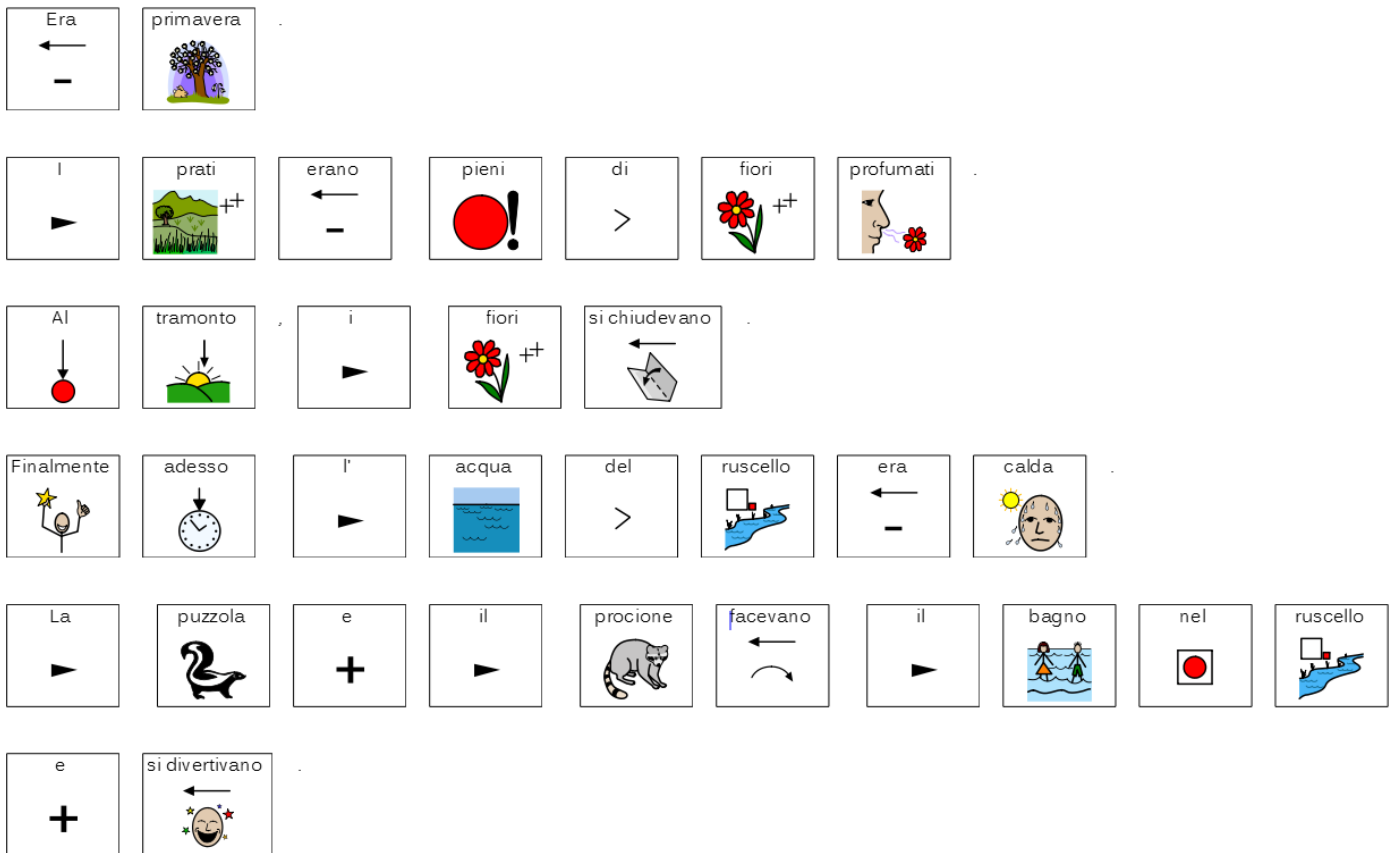 Era primavera .
I prati erano pieni di fiori profumati .
Al tramonto , i fiori si chiudevano .
Finalmente adesso l' acqua del ruscello era calda .
La puzzola e il procione facevano il bagno nel ruscello
e si divertivano .